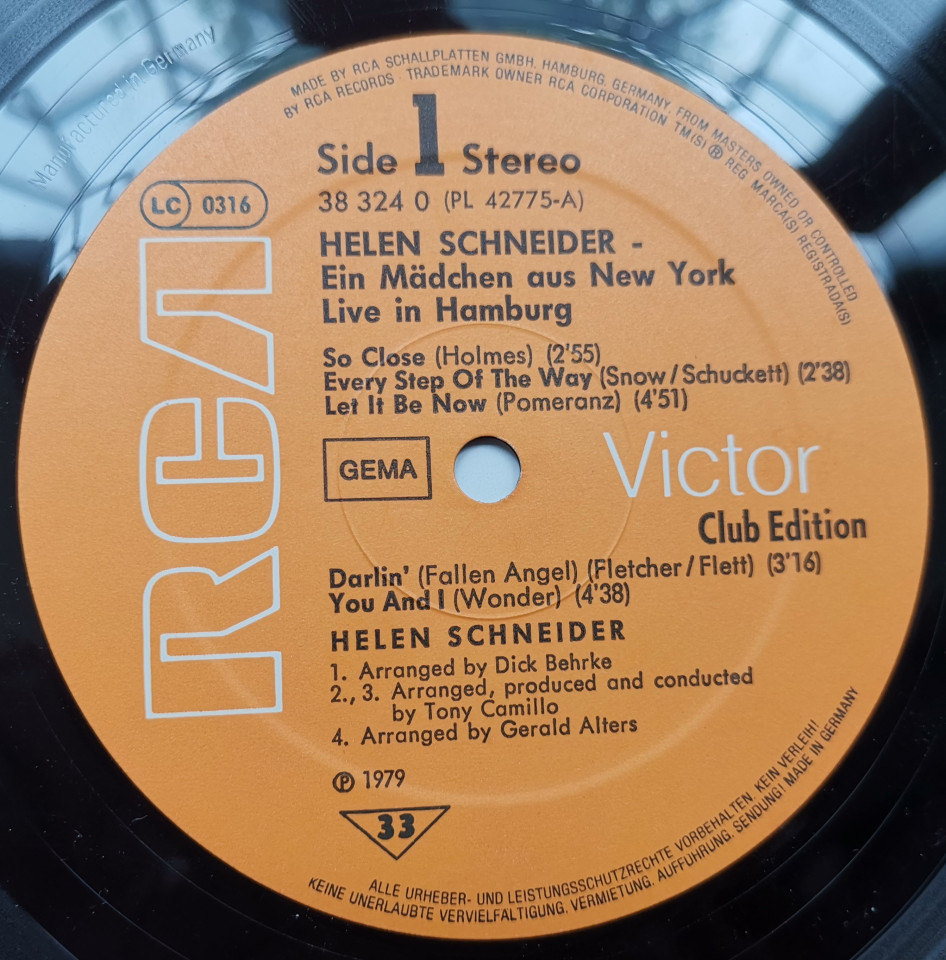 Manufactured in Germany
MADE BY RCA SCHALLPLATTEN GMBH, HAMBURG, GERMANY, FROM MASTERS OWNED OR CONTROLLED
BY RCA RECORDS TRADEMARK OWNER RCA CORPORATION TM(S) ® REG MARCA(S) REGISTRADA(S)
Side 1 Stereo
38 324 0 (PL 42775-A)
LC 0316
HELEN SCHNEIDER -
Ein Mädchen aus New York
Live in Hamburg
So Close (Holmes) (2'55)
Every Step Of The Way (Snow/Schuckett) (2'38)
Let It Be Now (Pomeranz) (4'51)
RCA
GEMA
Victor
Club Edition
Darlin' (Fallen Angel) (Fletcher/Flett) (3'16)
You And I (Wonder) (4'38)
HELEN SCHNEIDER
1. Arranged by Dick Behrke
2., 3. Arranged, produced and conducted
by Tony Camillo
4. Arranged by Gerald Alters
℗ 1979
33
ALLE URHEBER- UND LEISTUNGSSCHUTZRECHTE VORBEHALTEN. KEIN VERLEIH!
KEINE UNERLAUBTE VERVIELFALTIGUNG. VERMIETUNG. AUFFUHRUNG. SENDUNG! MADE IN GERMANY